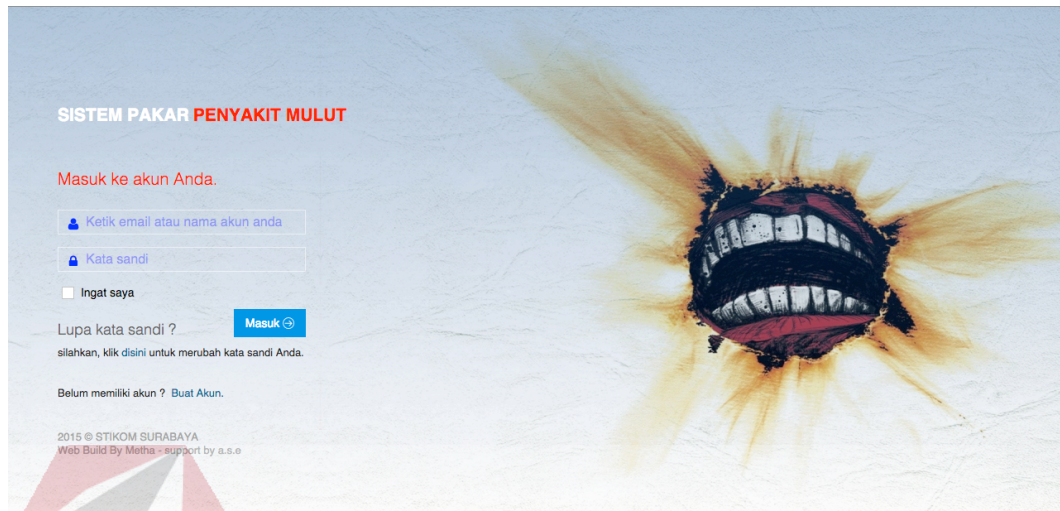 SISTEM PAKAR PENYAKIT MULUT
Masuk ke akun Anda.
Ketik email atau nama akun anda
Kata sandi
Ingat saya
Lupa kata sandi ?
Masuk
silahkan, klik disini untuk merubah kata sandi Anda.
Belum memiliki akun ? Buat Akun.
2015 © STIKOM SURABAYA
Web Build By Metha - support by a.s.e